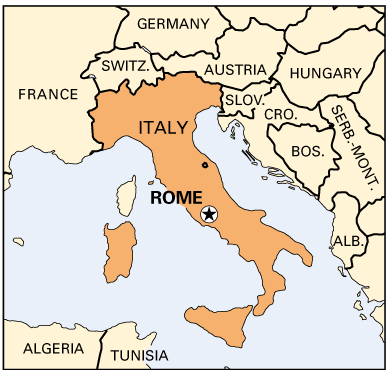 GERMANY
SWITZ.
AUSTRIA
HUNGARY
FRANCE
SLOV.
CRO.
SERB.-MONT.
ITALY
BOS.
ROME
ALB.
ALGERIA
TUNISIA